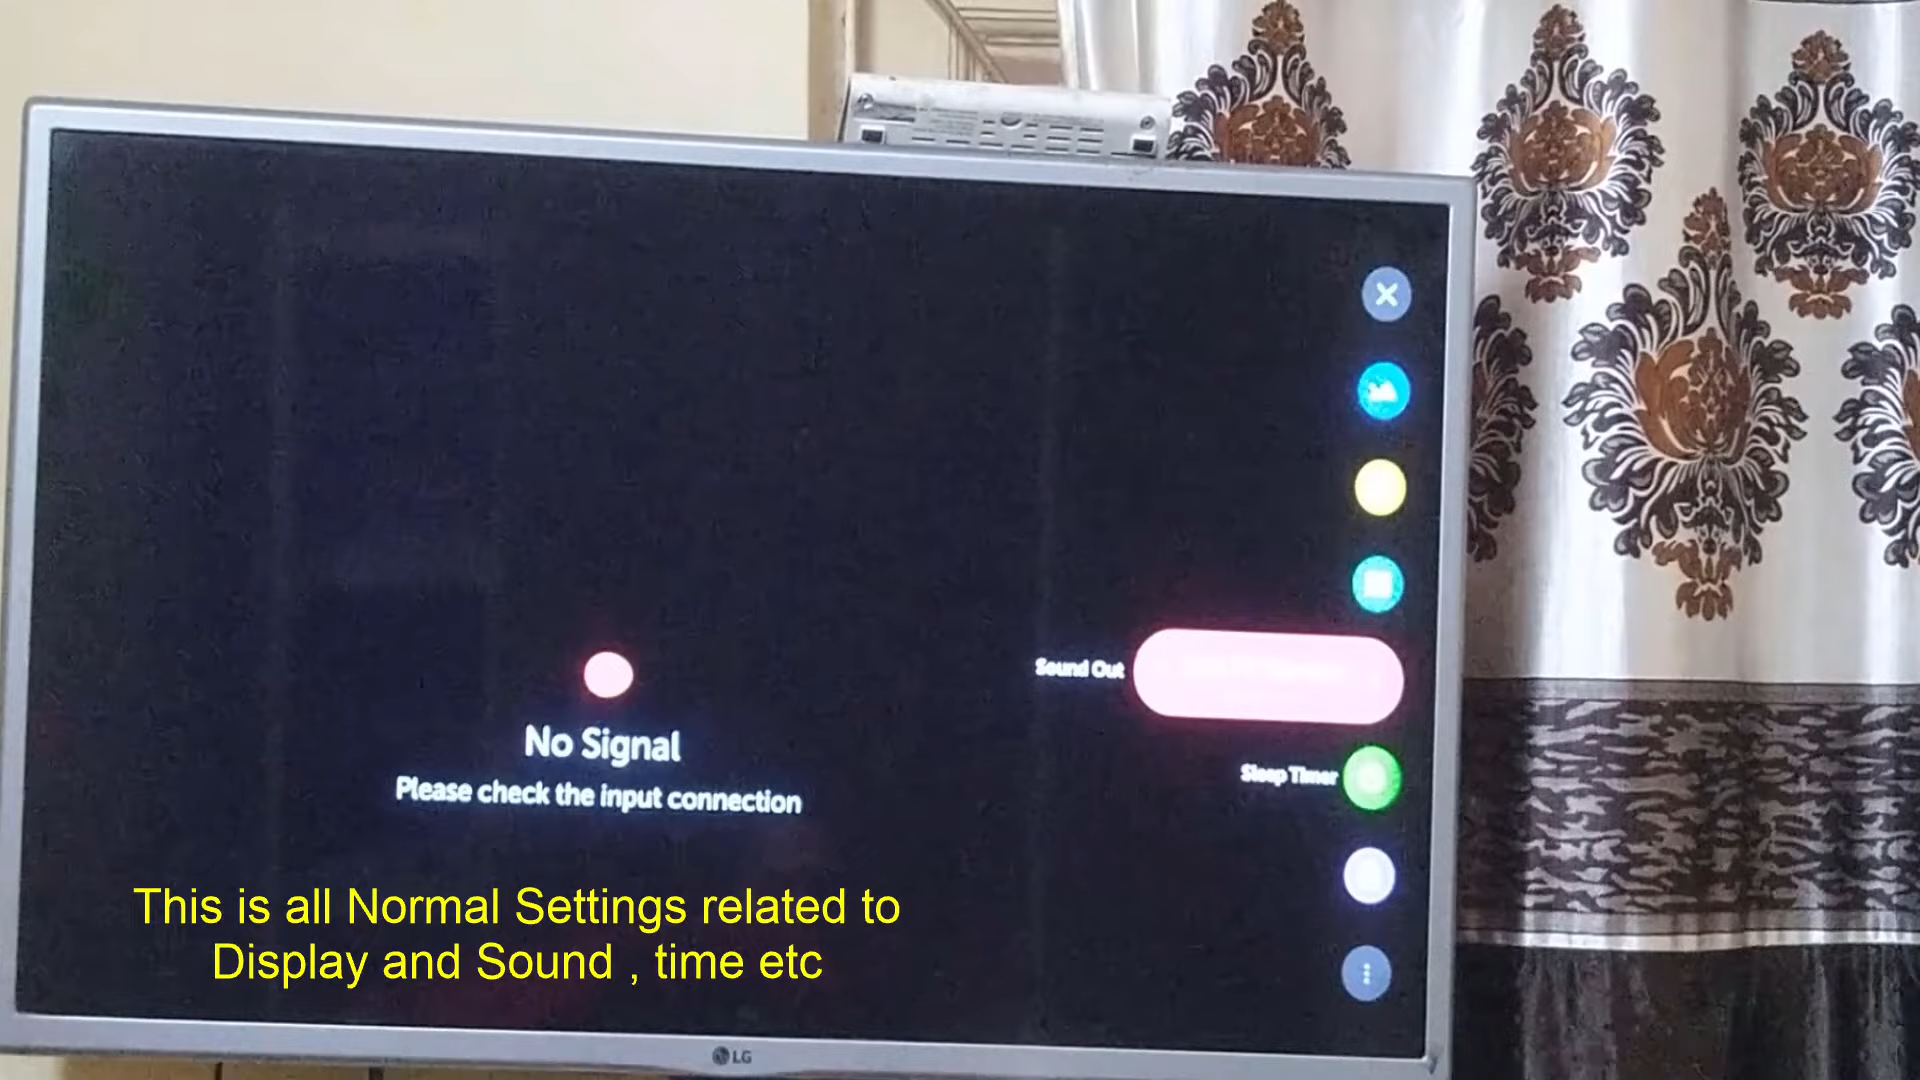 Sound Out
No Signal
Sleep Timer
Please check the input connection
This is all Normal Settings related to
Display and Sound , time etc
LG